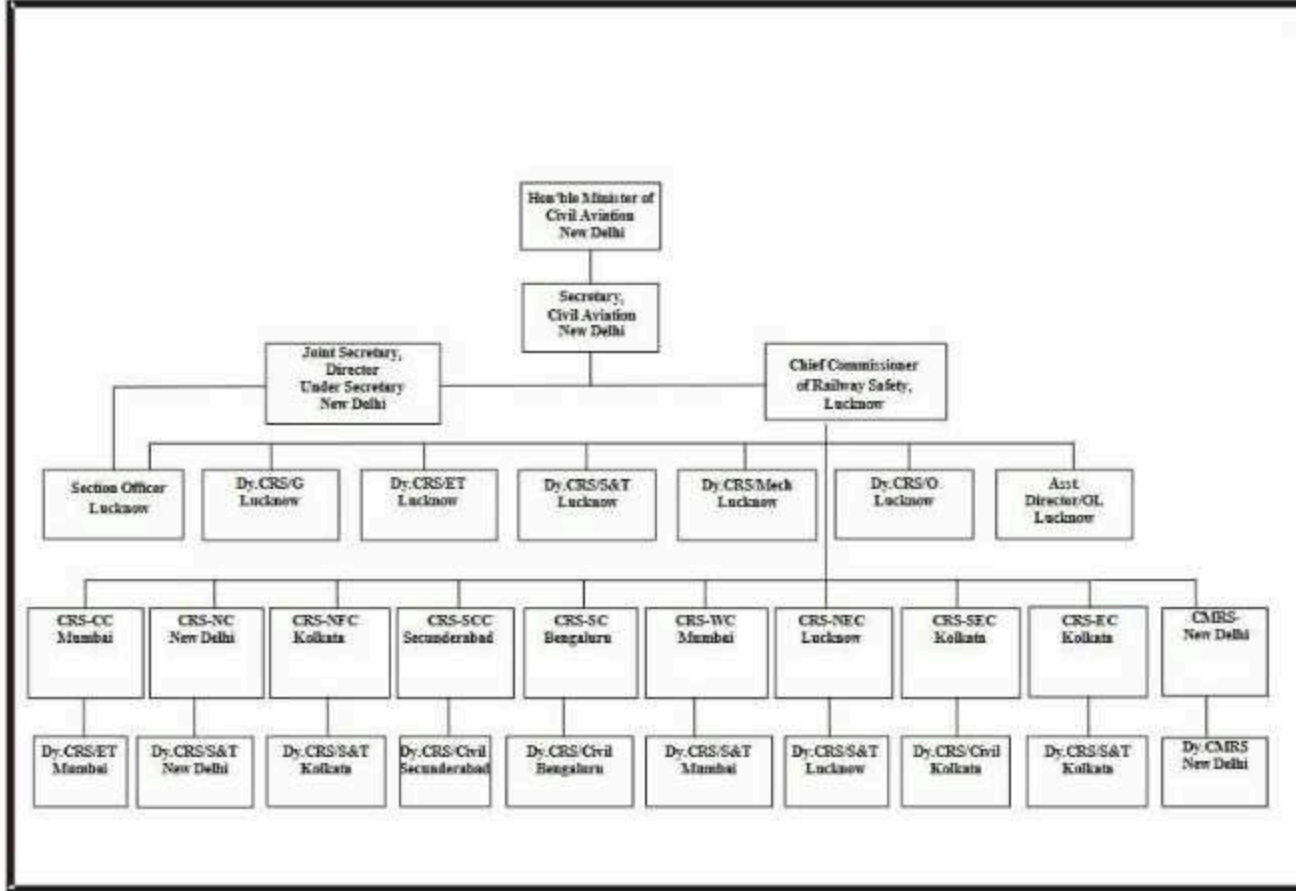 Hon'ble Minister of
Civil Aviation
New Delhi
Secretary,
Civil Aviation
New Delhi
Joint Secretary,
Director
Under Secretary
New Delhi
Chief Commissioner
of Railway Safety,
Lucknow
Section Officer
Lucknow
Dy.CRS/G
Lucknow
Dy.CRS/ET
Lucknow
Dy.CRS/S&T
Lucknow
Dy.CRS/Mech
Lucknow
Dy.CRS/O
Lucknow
Asst.
Director/OL
Lucknow
CRS-CC
Mumbai
CRS-NC
New Delhi
CRS-NFC
Kolkata
CRS-SCC
Secunderabad
CRS-SC
Bengaluru
CRS-WC
Mumbai
CRS-NEC
Lucknow
CRS-SEC
Kolkata
CRS-EC
Kolkata
CMRS-
New Delhi
Dy.CRS/ET
Mumbai
Dy.CRS/S&T
New Delhi
Dy.CRS/S&T
Kolkata
Dy.CRS/Civil
Secunderabad
Dy.CRS/Civil
Bengaluru
Dy.CRS/S&T
Mumbai
Dy.CRS/S&T
Lucknow
Dy.CRS/Civil
Kolkata
Dy.CRS/S&T
Kolkata
Dy.CMRS
New Delhi